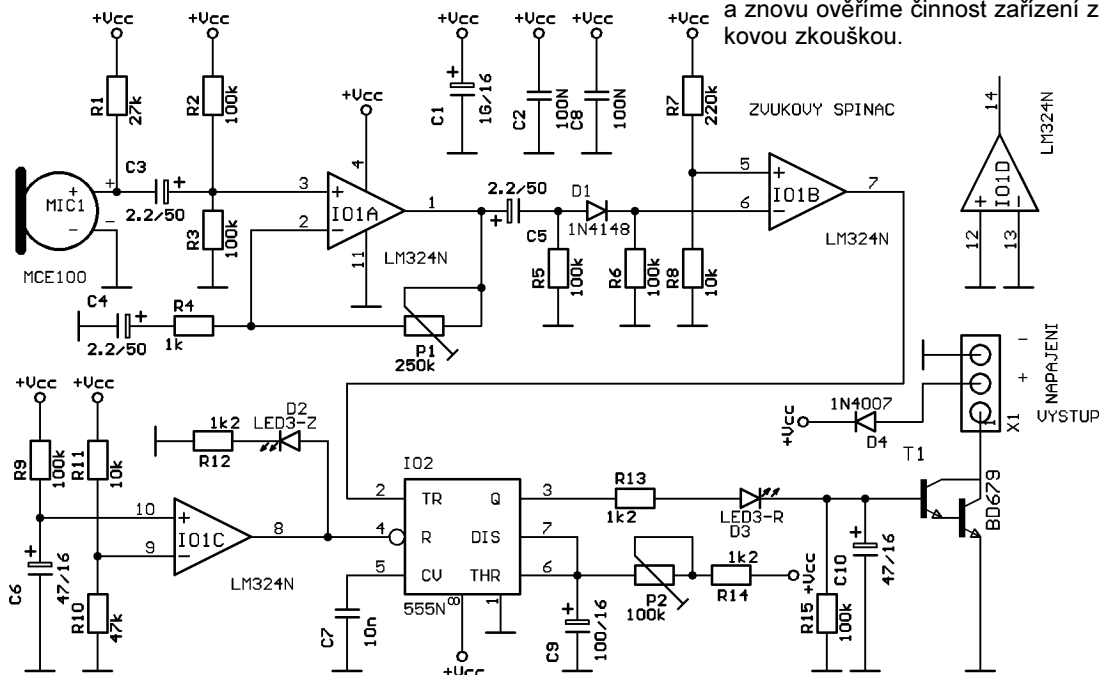 a znovu ověříme činnost zařízení z
kovou zkouškou.
+Vcc
+Vcc
+Vcc
+Vcc
+Vcc
+Vcc
R1
27k
R2
100k
+Vcc
C1
1G/16
C2
100N
C8
100N
R7
220k
ZVUKOVY SPINAC
14
IO1D
LM324N
12
13
C3
2.2/50
MIC1
MCE100
R3
100k
3
2
4
11
1
IO1A
LM324N
2.2/50
C5
D1
1N4148
R5
100k
R6
100k
R8
10k
5
6
7
IO1B
LM324N
C4
2.2/50
R4
1k
P1
250k
+Vcc
+Vcc
R9
100k
R11
10k
1k2
R12
D2
LED3-Z
10
9
8
IO1C
LM324N
C6
47/16
R10
47k
IO2
2
TR
4
R
5
CV
Q
3
DIS
7
THR
6
555N
8
1
+Vcc
C7
10n
R13
1k2
LED3-R
D3
P2
100k
1k2
R14
+Vcc
C9
100/16
R15
100k
C10
47/16
+Vcc
1N4007
D4
T1
BD679
X1
1
-
+
NAPAJENI
VYSTUP